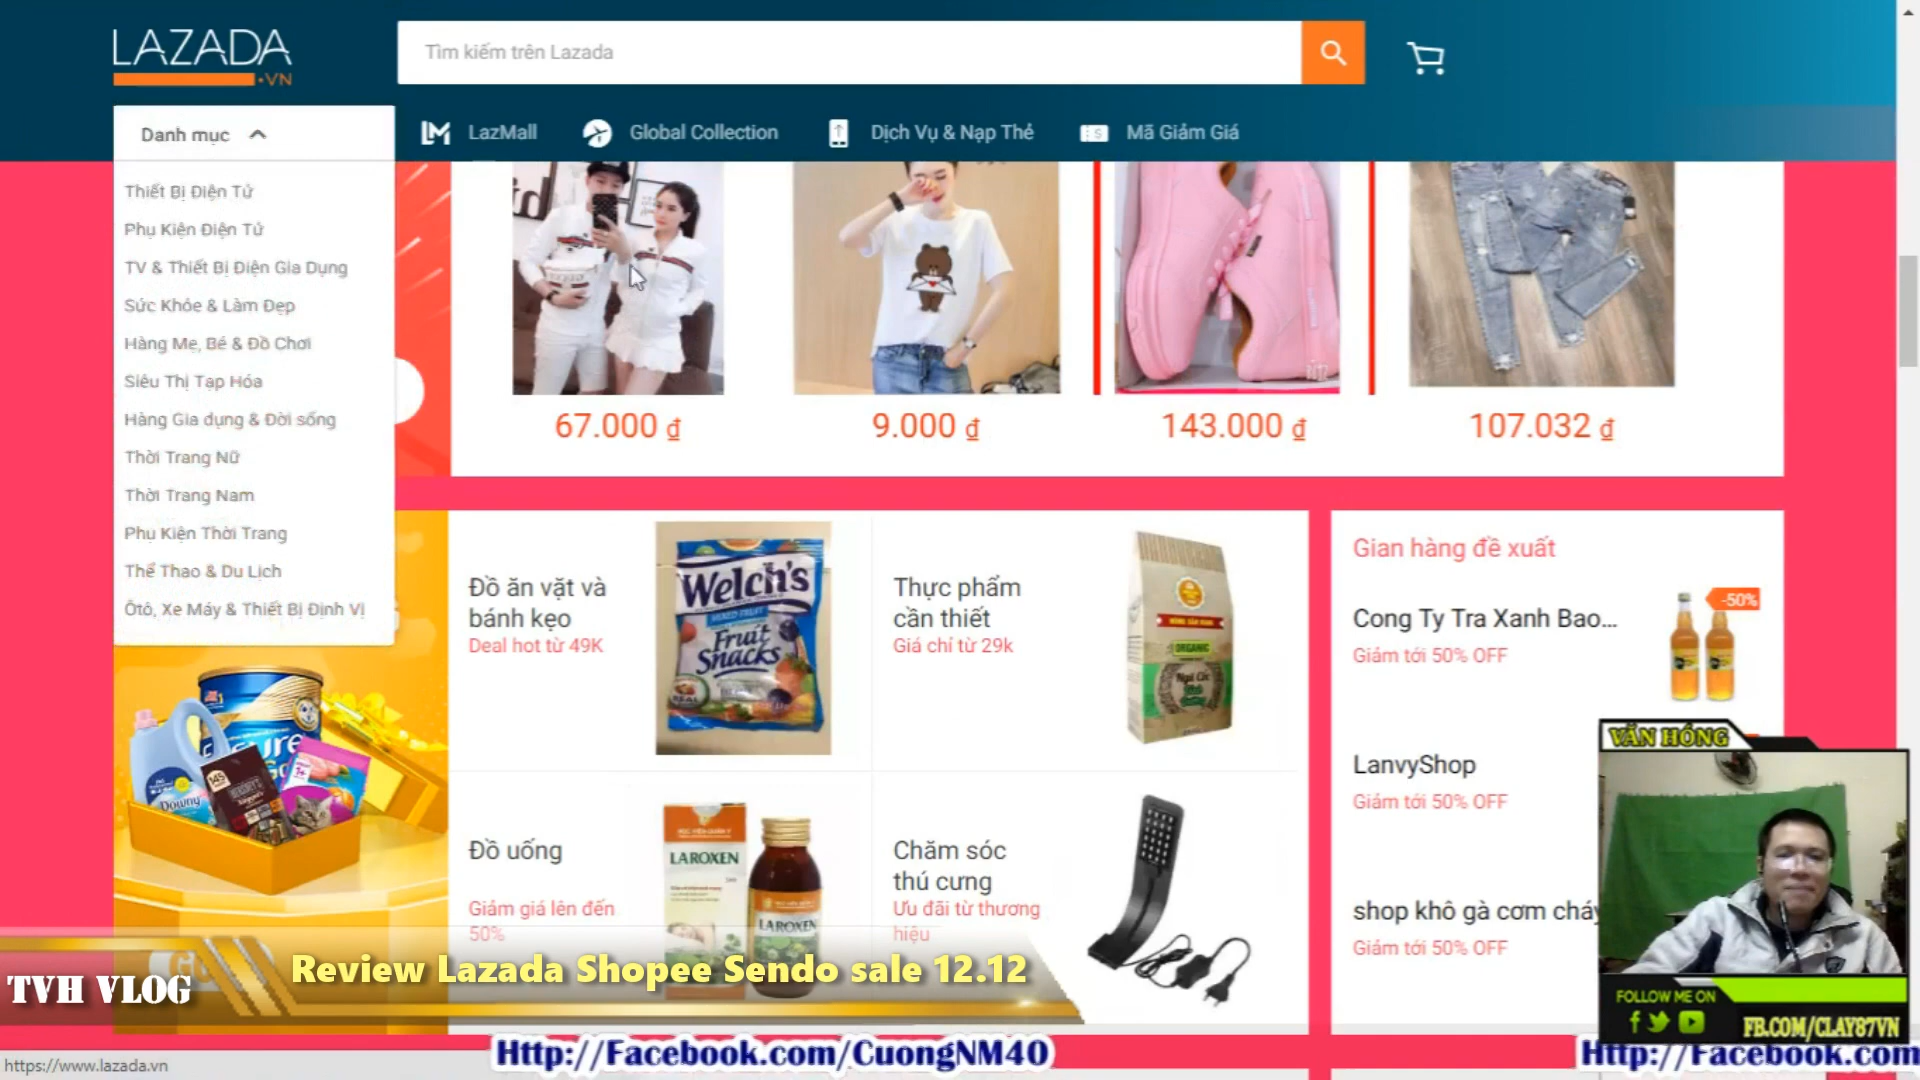 LAZADA
.VN
Tìm kiếm trên Lazada
Danh mục
LazMall
Global Collection
Dịch Vụ & Nạp Thẻ
Mã Giảm Giá
Thiết Bị Điện Tử
Phụ Kiện Điện Tử
TV & Thiết Bị Điện Gia Dụng
Sức Khỏe & Làm Đẹp
Hàng Mẹ, Bé & Đồ Chơi
Siêu Thị Tạp Hóa
Hàng Gia dụng & Đời sống
Thời Trang Nữ
Thời Trang Nam
Phụ Kiện Thời Trang
Thể Thao & Du Lịch
Ôtô, Xe Máy & Thiết Bị Định Vị
67.000 ₫
9.000 ₫
143.000 ₫
107.032 ₫
Đồ ăn vặt và
bánh kẹo
Deal hot từ 49K
Welch's
MIXED FRUIT
Fruit
Snacks
Thực phẩm
cần thiết
Giá chỉ từ 29k
ORGANIC
Gian hàng đề xuất
Cong Ty Tra Xanh Bao...
Giảm tới 50% OFF
-50%
LanvyShop
Giảm tới 50% OFF
shop khô gà cơm cháy
Giảm tới 50% OFF
Downy
Đồ uống
Giảm giá lên đến
50%
LAROXEN
LAROXEN
Chăm sóc
thú cưng
Ưu đãi từ thương
hiệu
VĂN HÓNG
FOLLOW ME ON
FB.COM/CLAY87VN
TVH VLOG
Review Lazada Shopee Sendo sale 12.12
Http://Facebook.com/CuongNM40
Http://Facebook.com
https://www.lazada.vn